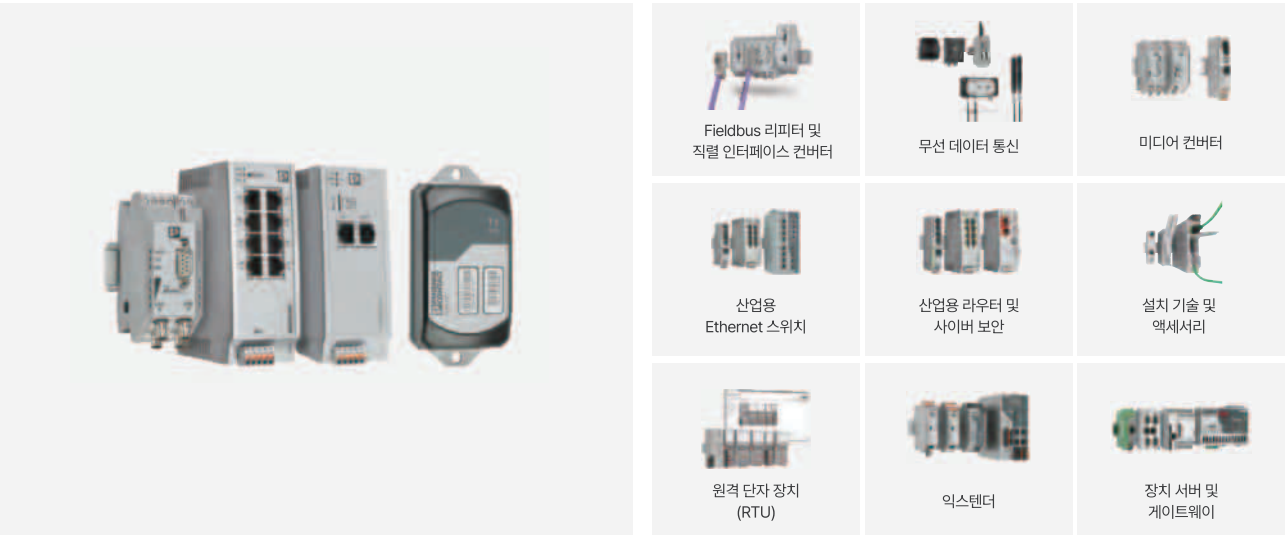 Fieldbus 리피터 및
직렬 인터페이스 컨버터
무선 데이터 통신
미디어 컨버터
산업용
Ethernet 스위치
산업용 라우터 및
사이버 보안
설치 기술 및
액세서리
원격 단자 장치
(RTU)
익스텐더
장치 서버 및
게이트웨이